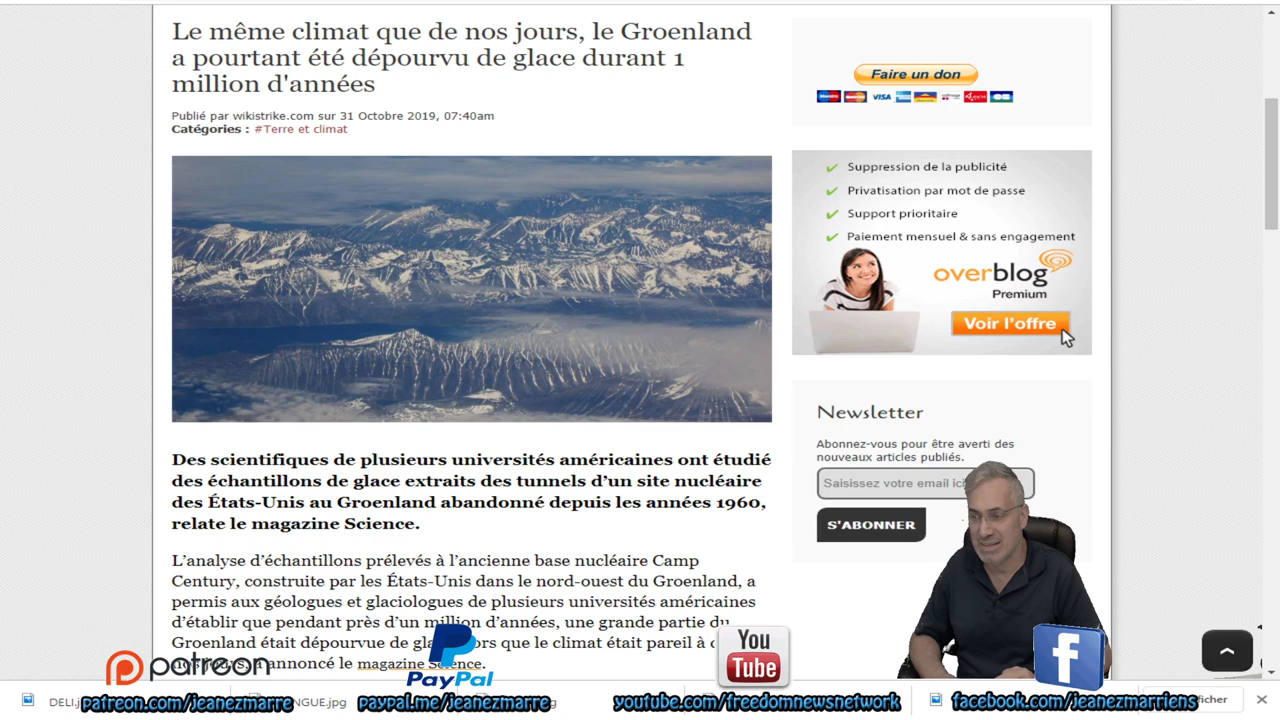 Le même climat que de nos jours, le Groenland
a pourtant été dépourvu de glace durant 1
million d'années
Publié par wikistrike.com sur 31 Octobre 2019, 07:40am
Catégories : #Terre et climat
Des scientifiques de plusieurs universités américaines ont étudié
des échantillons de glace extraits des tunnels d’un site nucléaire
des États-Unis au Groenland abandonné depuis les années 1960,
relate le magazine Science.
L’analyse d’échantillons prélevés à l’ancienne base nucléaire Camp
Century, construite par les États-Unis dans le nord-ouest du Groenland, a
permis aux géologues et glaciologues de plusieurs universités américaines
d’établir que pendant près d’un million d’années, une grande partie du
Groenland était dépourvue de que le climat était pareil à
annoncé le magazine Science.
Faire un don
VISA
Suppression de la publicité
Privatisation par mot de passe
Support prioritaire
Paiement mensuel & sans engagement
overblog
Premium
Voir l’offre
Newsletter
Abonnez-vous pour être averti des
nouveaux articles publiés.
Saisissez votre email ici
S'ABONNER
patreon
PayPal
You
Tube
f
DELI.j
NGUE.jpg
patreon.com/jeanezmarre
paypal.me/jeanezmarre
youtube.com/freedomnewsnetwork
facebook.com/jeanezmarriens